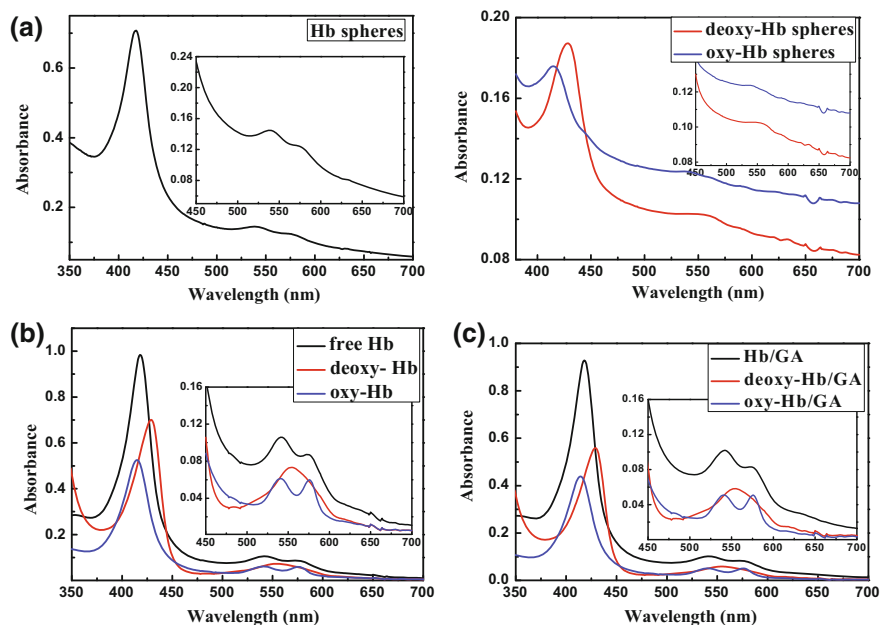 (a)
Hb spheres
Absorbance
0.6
0.4
0.2
0.24
0.20
0.16
0.12
0.08
450 500 550 600 650 700
350 400 450 500 550 600 650 700
Wavelength (nm)
deoxy-Hb spheres
oxy-Hb spheres
Absorbance
0.20
0.16
0.12
0.08
0.12
0.10
0.08
450 500 550 600 650 700
400 450 500 550 600 650 700
Wavelength (nm)
(b)
free Hb
deoxy- Hb
oxy-Hb
Absorbance
1.0
0.8
0.6
0.4
0.2
0.0
0.16
0.12
0.08
0.04
450 500 550 600 650 700
350 400 450 500 550 600 650 700
Wavelength (nm)
(c)
Hb/GA
deoxy-Hb/GA
oxy-Hb/GA
Absorbance
1.0
0.8
0.6
0.4
0.2
0.0
0.16
0.12
0.08
0.04
450 500 550 600 650 700
350 400 450 500 550 600 650 700
Wavelength (nm)